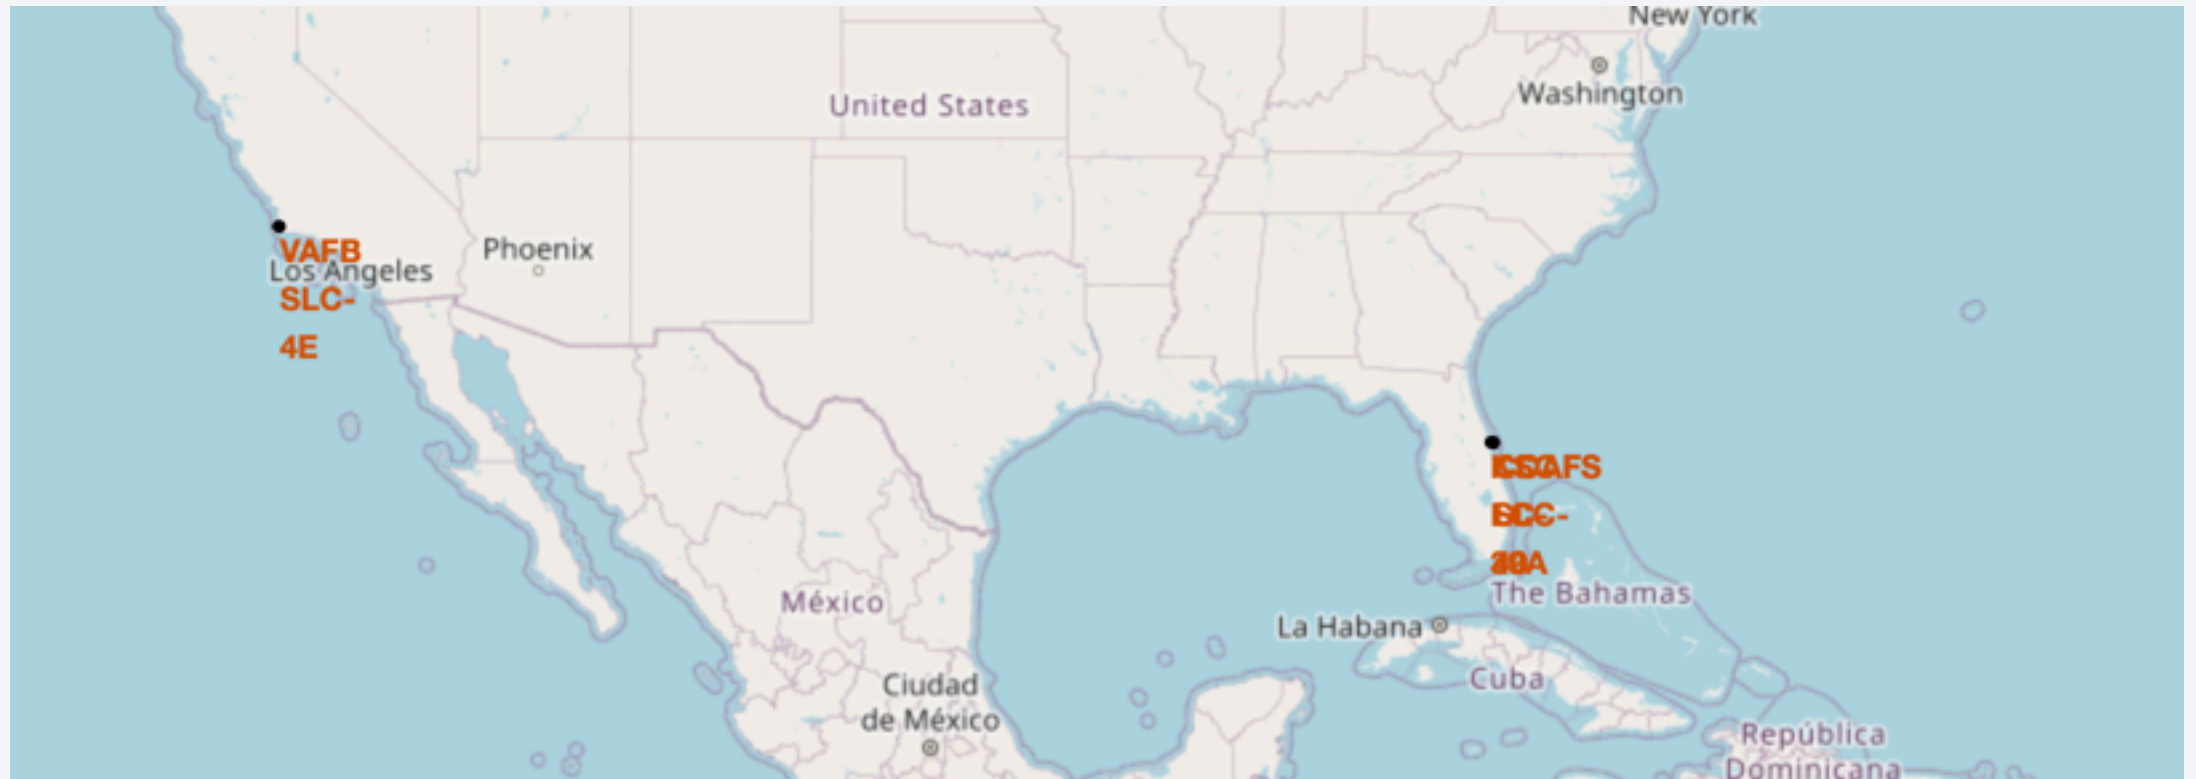 New York
Washington
United States
Phoenix
VAFB
Los Angeles
SLC-
4E
The Bahamas
México
La Habana
Cuba
Ciudad
de México
República
Dominicana